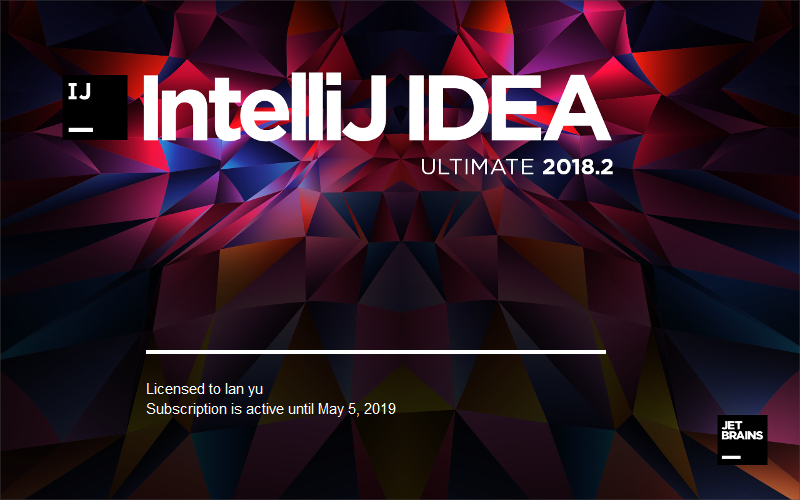 IJ
IntelliJ IDEA
ULTIMATE 2018.2
Licensed to lan yu
Subscription is active until May 5, 2019
JET
BRAINS